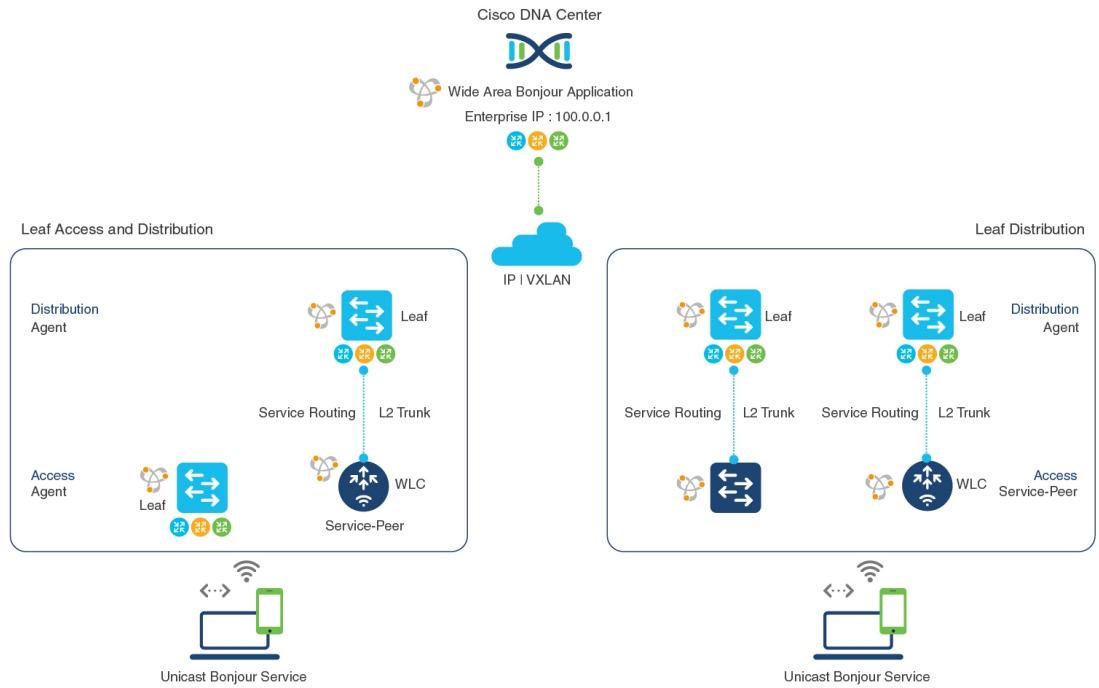 Cisco DNA Center
Wide Area Bonjour Application
Enterprise IP : 100.0.0.1
IP | VXLAN
Leaf Access and Distribution
Distribution
Agent
Leaf
Service Routing
L2 Trunk
Access
Agent
Leaf
WLC
Service-Peer
Unicast Bonjour Service
Leaf Distribution
Leaf
Leaf
Distribution
Agent
Service Routing
L2 Trunk
Service Routing
L2 Trunk
WLC
Access
Service-Peer
Unicast Bonjour Service